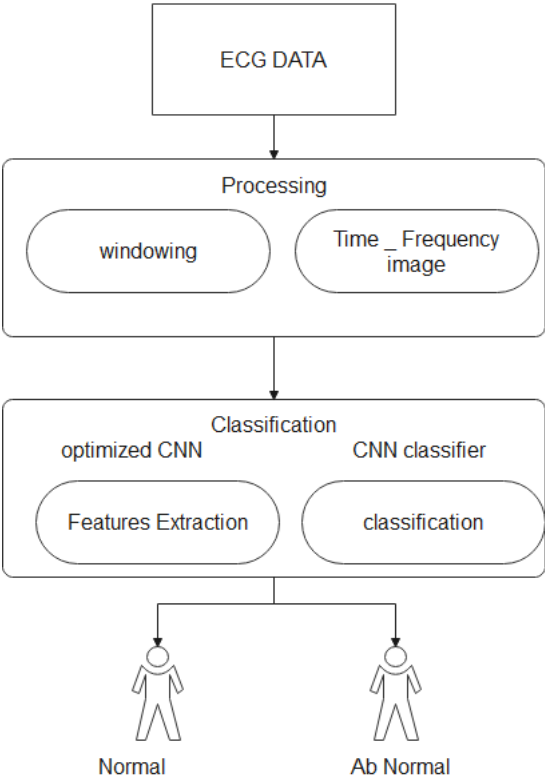 ECG DATA
Processing
windowing
Time _ Frequency
image
Classification
optimized CNN
CNN classifier
Features Extraction
classification
Normal
Ab Normal